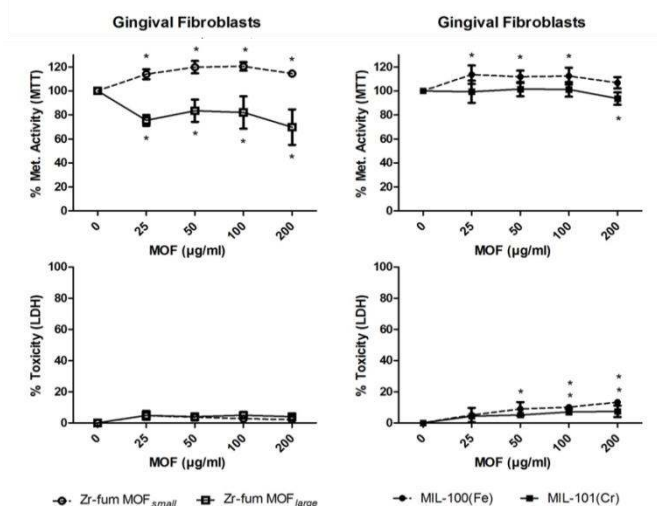 Gingival Fibroblasts
% Met. Activity (MTT)
120
100
80
60
40
20
0
* * * *
* * * *
0 25 50 100 200
MOF (µg/ml)
Gingival Fibroblasts
% Met. Activity (MTT)
120
100
80
60
40
20
0
* * *
*
0 25 50 100 200
MOF (µg/ml)
% Toxicity (LDH)
100
80
60
40
20
0
0 25 50 100 200
MOF (µg/ml)
% Toxicity (LDH)
100
80
60
40
20
0
* * *
* *
0 25 50 100 200
MOF (µg/ml)
Zr-fum MOF small Zr-fum MOF large
MIL-100(Fe) MIL-101(Cr)